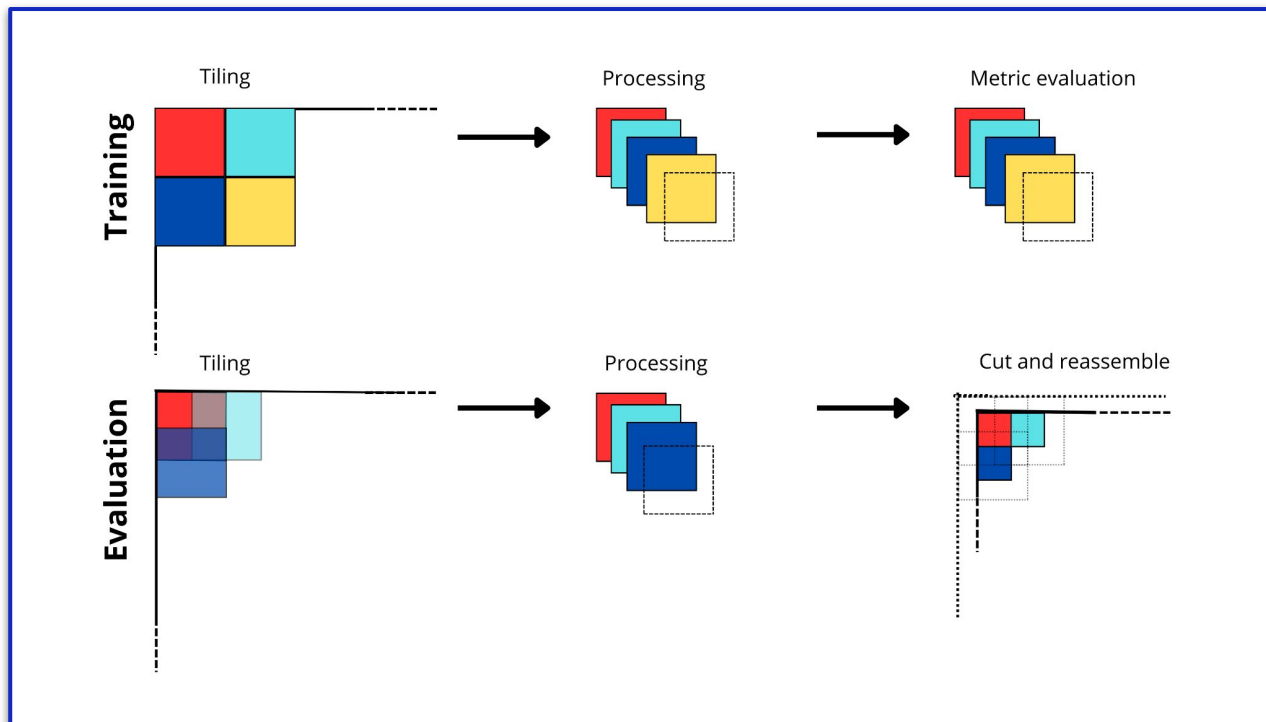 Training
Tiling
Processing
Metric evaluation
Evaluation
Tiling
Processing
Cut and reassemble